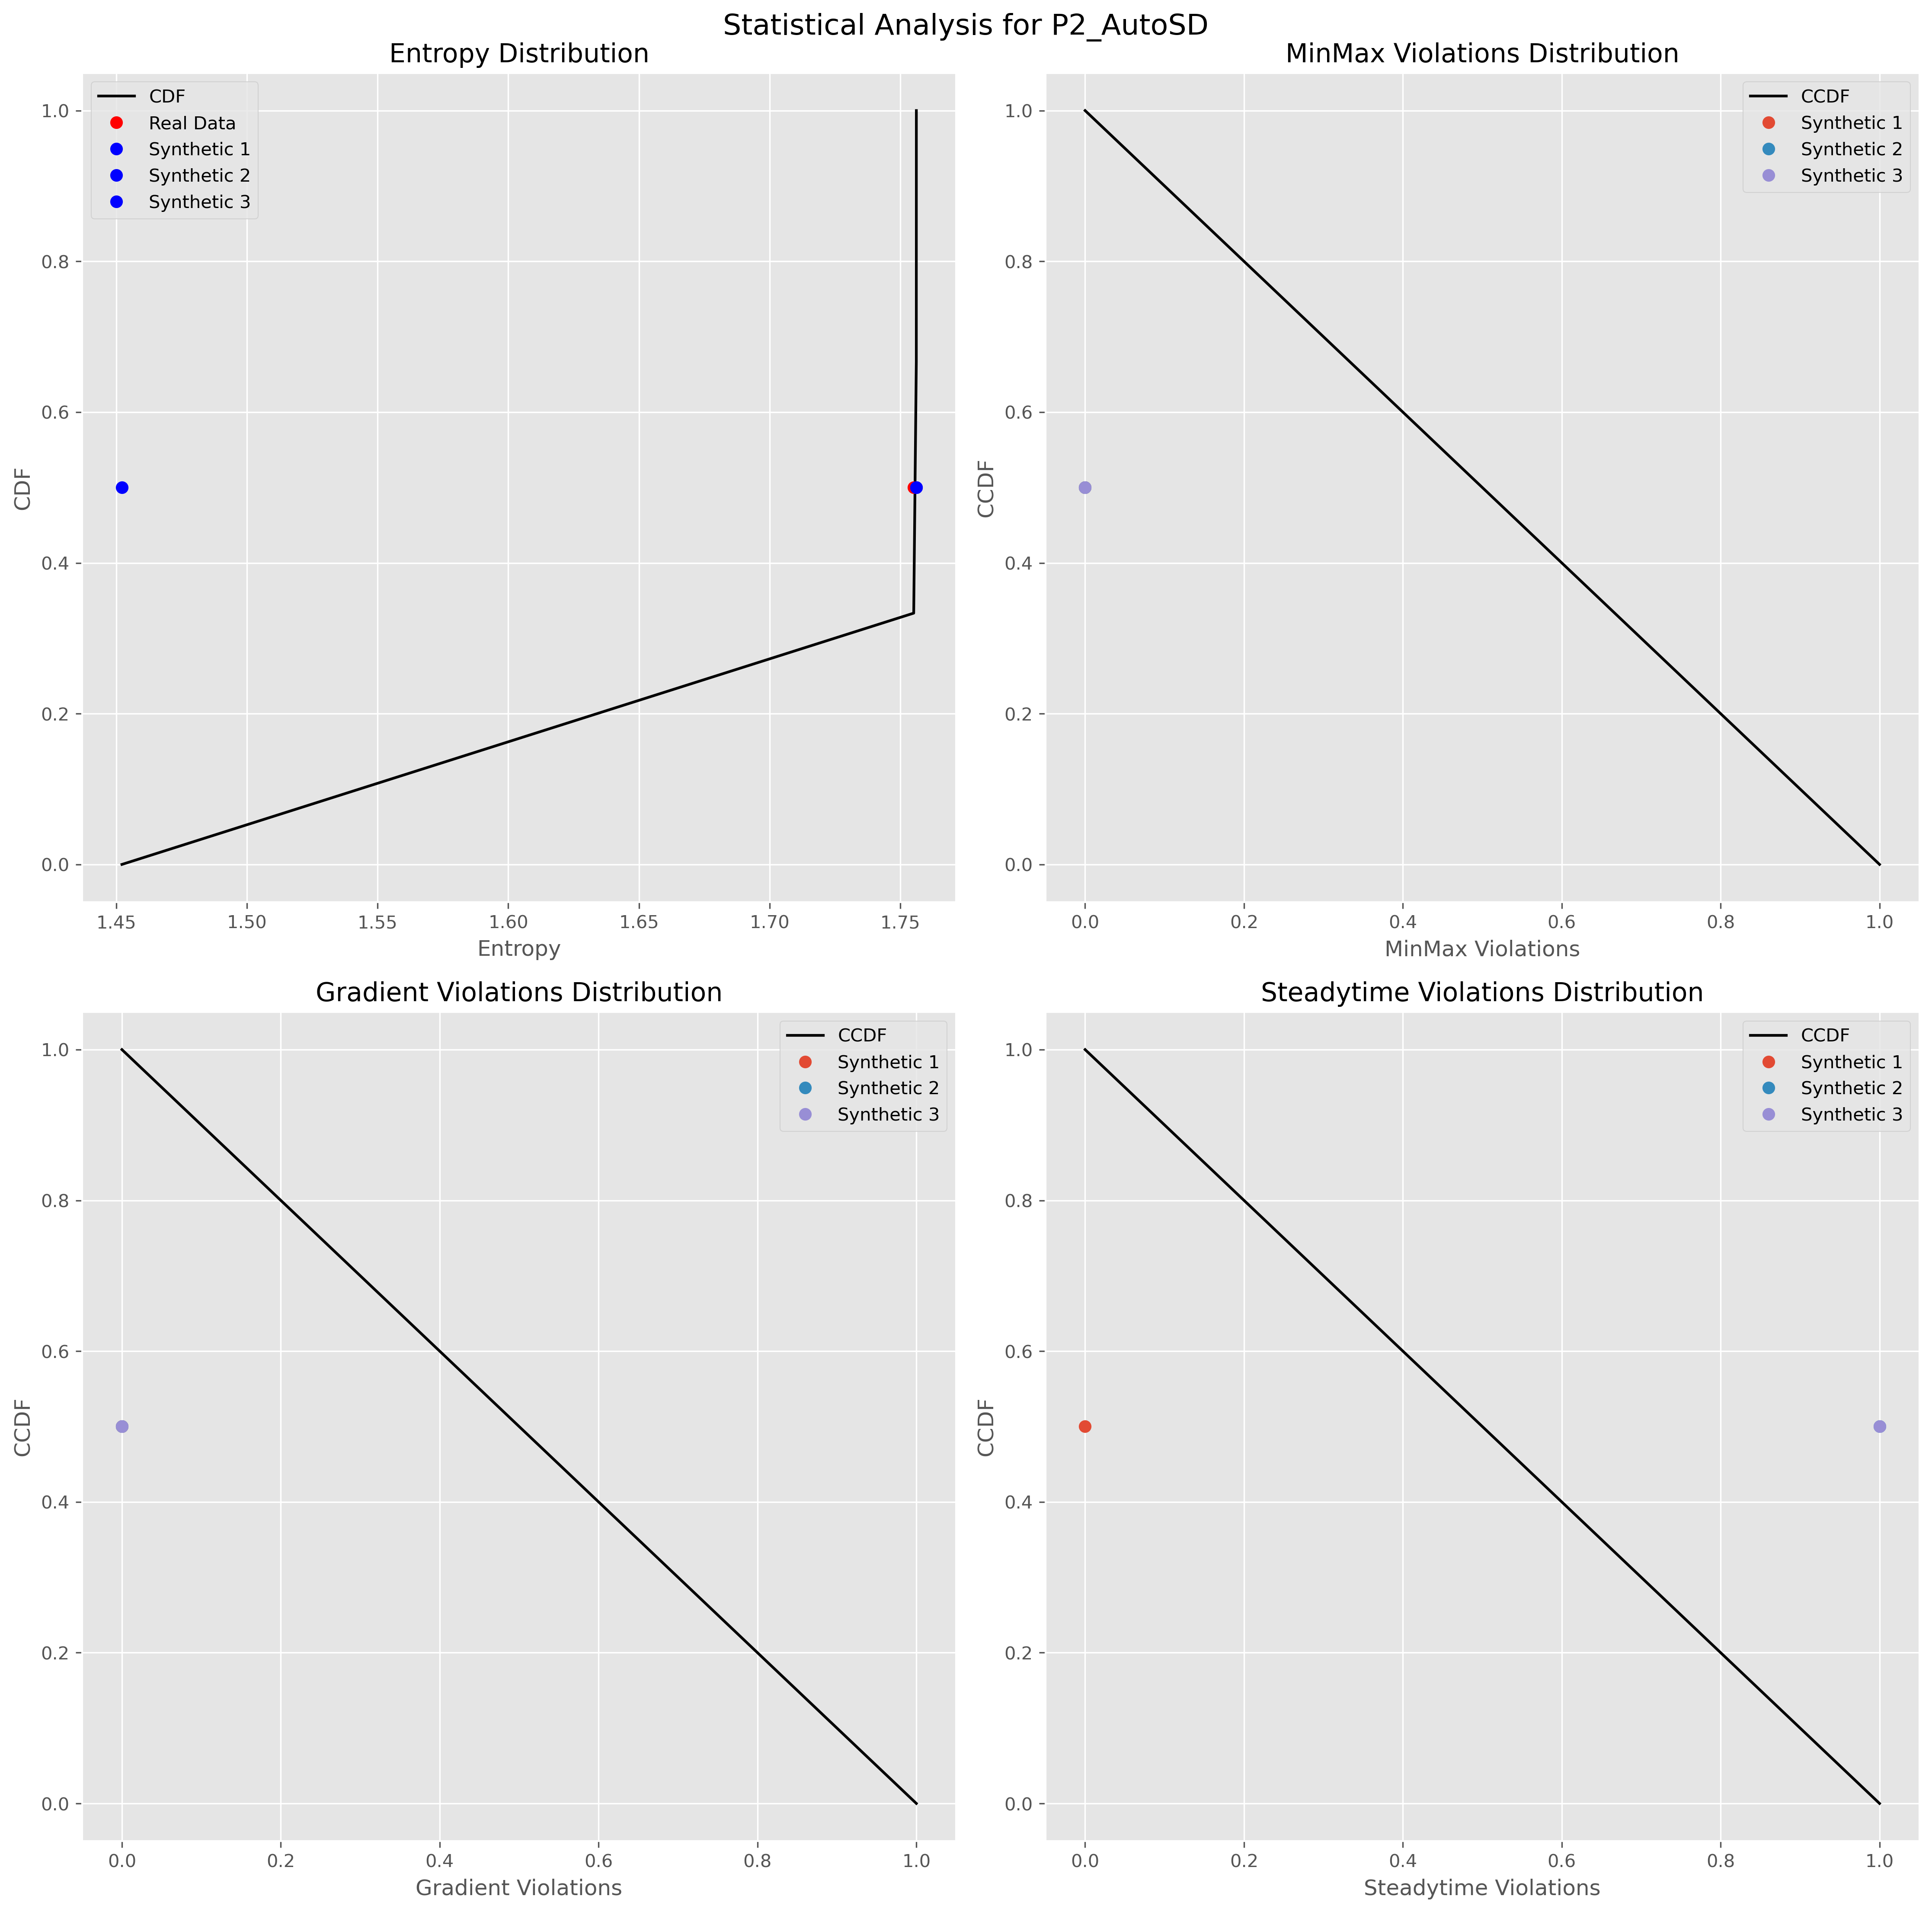 Statistical Analysis for P2_AutoSD
Entropy Distribution
CDF
Real Data
Synthetic 1
Synthetic 2
Synthetic 3
1.0
0.8
0.6
0.4
0.2
0.0
CDF
1.45 1.50 1.55 1.60 1.65 1.70 1.75
Entropy
MinMax Violations Distribution
CCDF
Synthetic 1
Synthetic 2
Synthetic 3
1.0
0.8
0.6
0.4
0.2
0.0
CCDF
0.0 0.2 0.4 0.6 0.8 1.0
MinMax Violations
Gradient Violations Distribution
CCDF
Synthetic 1
Synthetic 2
Synthetic 3
1.0
0.8
0.6
0.4
0.2
0.0
CCDF
0.0 0.2 0.4 0.6 0.8 1.0
Gradient Violations
Steadytime Violations Distribution
CCDF
Synthetic 1
Synthetic 2
Synthetic 3
1.0
0.8
0.6
0.4
0.2
0.0
CCDF
0.0 0.2 0.4 0.6 0.8 1.0
Steadytime Violations